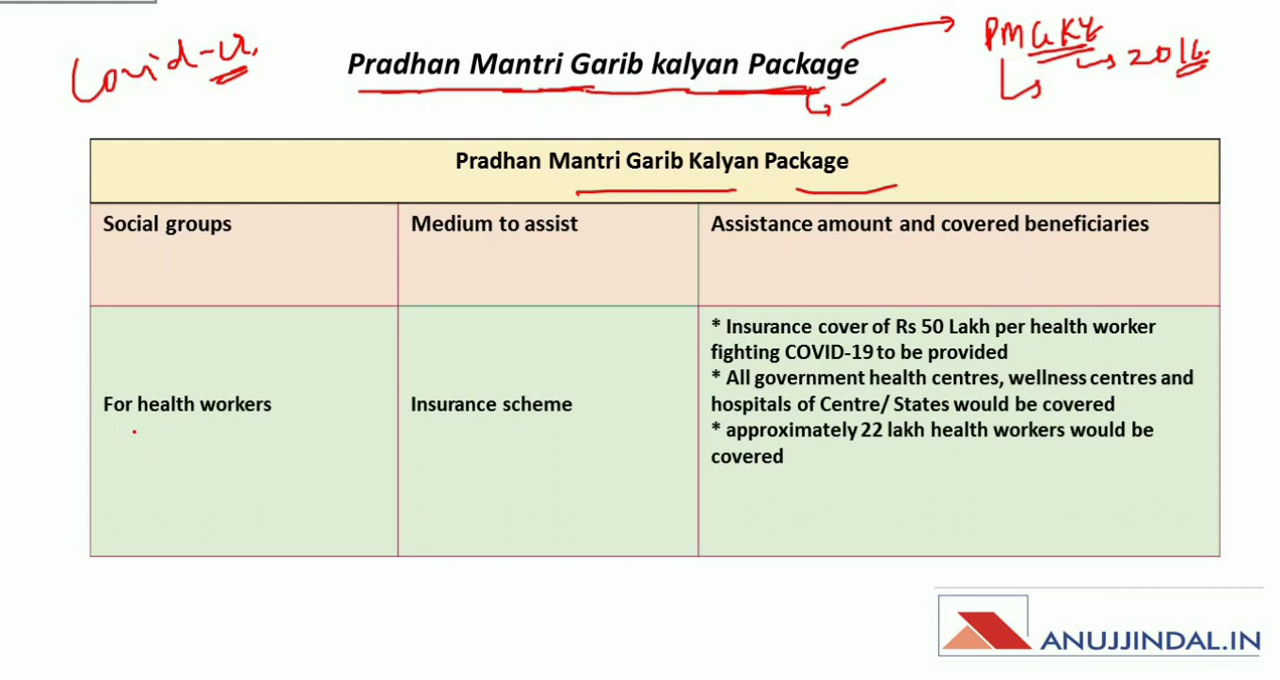 Covid-19.
Pradhan Mantri Garib kalyan Package
PMGKY
2016.
Pradhan Mantri Garib Kalyan Package
Social groups
Medium to assist
Assistance amount and covered beneficiaries
For health workers
Insurance scheme
* Insurance cover of Rs 50 Lakh per health worker
fighting COVID-19 to be provided
* All government health centres, wellness centres and
hospitals of Centre/ States would be covered
* approximately 22 lakh health workers would be
covered
ANUJJINDAL.IN